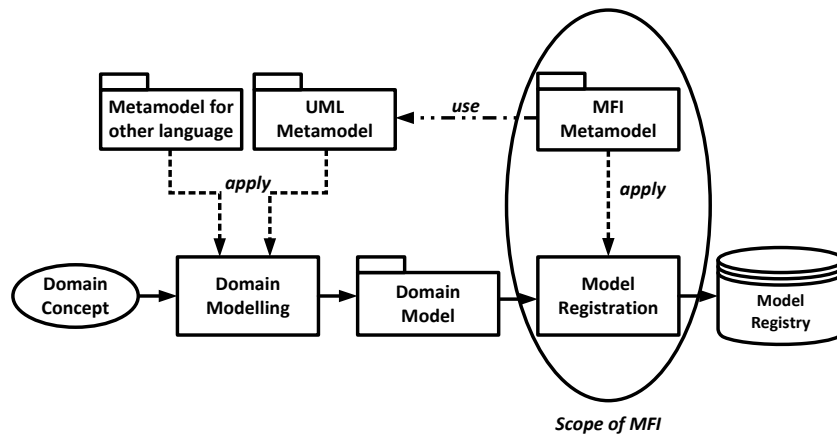 Metamodel for
other language
UML
Metamodel
use
MFI
Metamodel
apply
apply
Domain
Concept
Domain
Modelling
Domain
Model
Model
Registration
Model
Registry
Scope of MFI